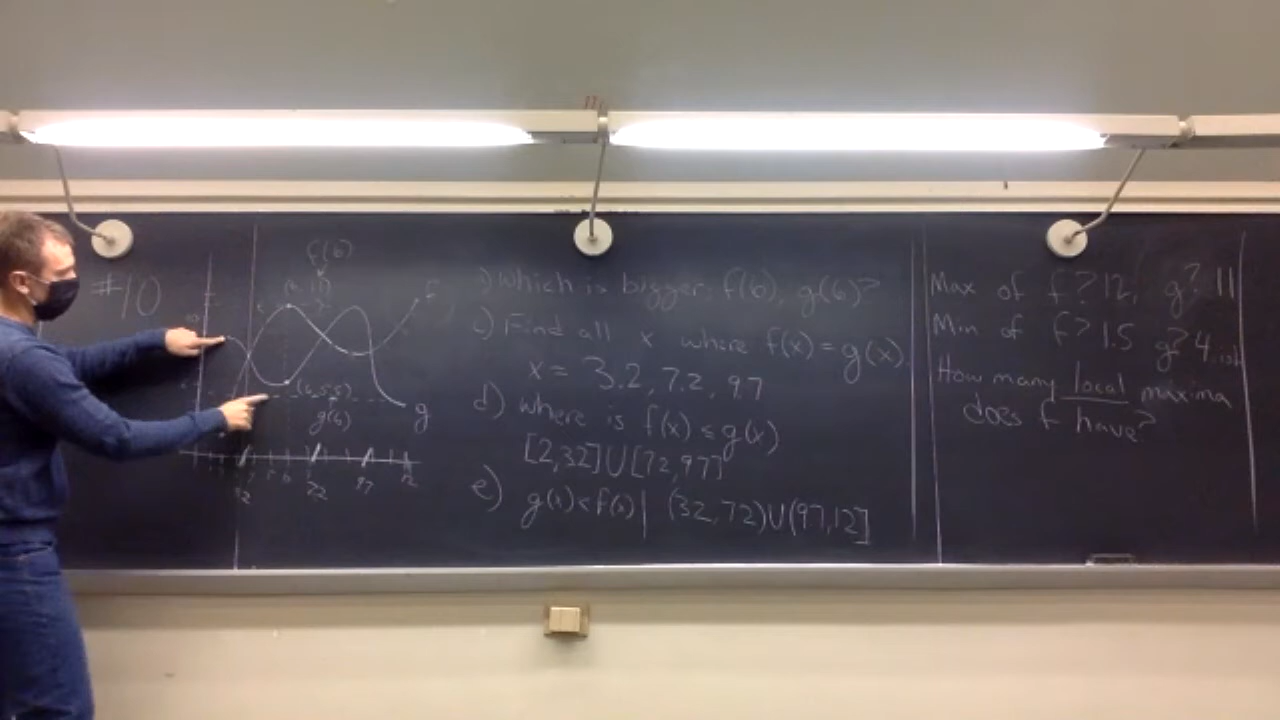 #10
f(6)
f
(6,5.5)
g(6)
g
) Which is bigger, f(6), g(6)?
c) Find all x where f(x) = g(x).
x = 3.2, 7.2, 9.7
d) where is f(x) ≤ g(x)
[2,3.2]∪[7.2,9.7]
e) g(x) < f(x) | (3.2, 7.2)∪(9.7,12]
Max of f? 12, g? 11
Min of f? 1.5 g? 4
How many local maxima
does f have?